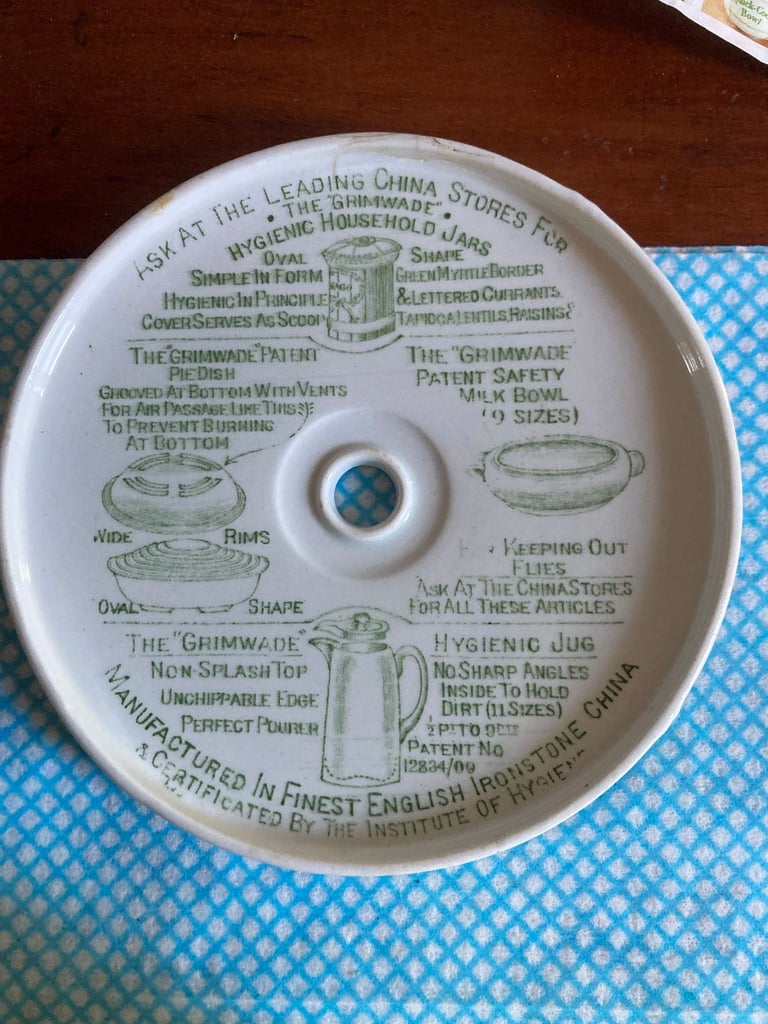 ASK AT THE LEADING CHINA STORES FOR
• THE "GRIMWADE" •
HYGIENIC HOUSEHOLD JARS
OVAL SHAPE
SIMPLE IN FORM GREEN MYRTLE BORDER
HYGIENIC IN PRINCIPLE & LETTERED CURRANTS
COVER SERVES AS SCOOP TAPIOCA LENTILS RAISINS &
THE "GRIMWADE" PATENT
PIE DISH
GROOVED AT BOTTOM WITH VENTS
FOR AIR PASSAGE LIKE THIS
TO PREVENT BURNING
AT BOTTOM
WIDE RIMS
OVAL SHAPE
THE "GRIMWADE"
PATENT SAFETY
MILK BOWL
(9 SIZES)
KEEPING OUT
FLIES
ASK AT THE CHINA STORES
FOR ALL THESE ARTICLES
THE "GRIMWADE" HYGIENIC JUG
NON-SPLASH TOP
UNCHIPPABLE EDGE
PERFECT POURER
NO SHARP ANGLES
INSIDE TO HOLD
DIRT (11 SIZES)
½ PT TO
PATENT NO
12834/09
MANUFACTURED IN FINEST ENGLISH IRONSTONE CHINA
& CERTIFICATED BY THE INSTITUTE OF HYGIENE
Bowl